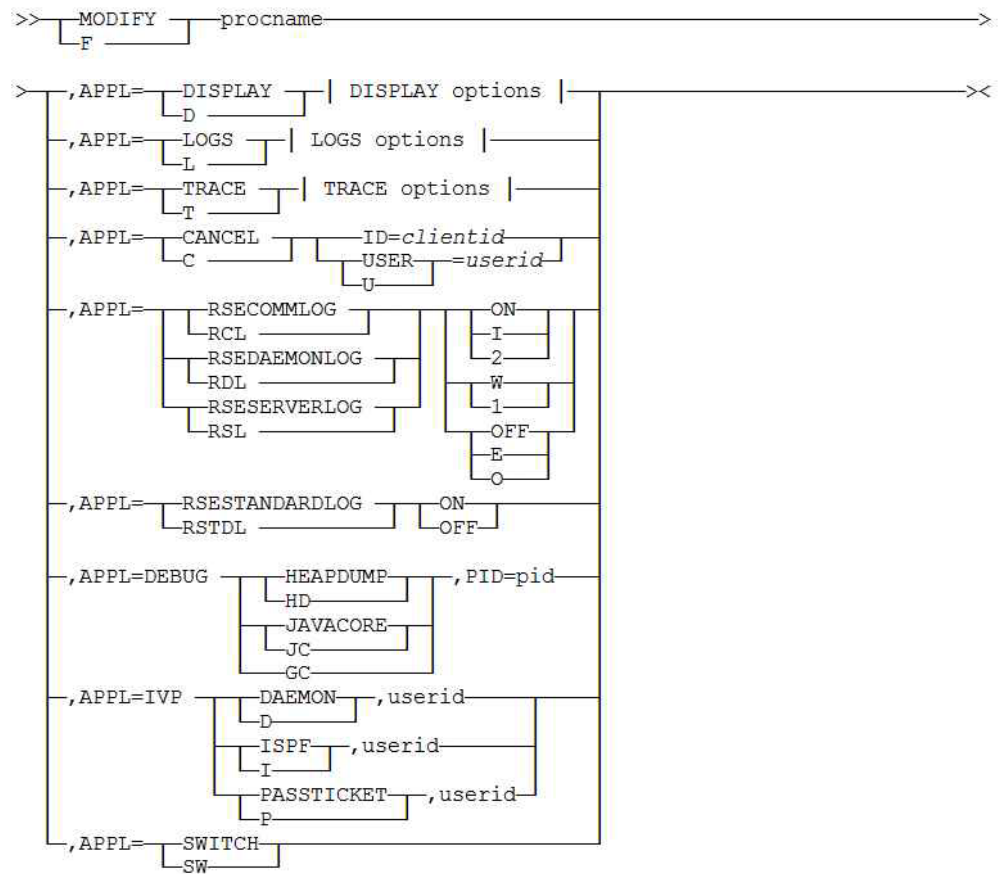 >> MODIFY procname >
F
> ,APPL= DISPLAY | DISPLAY options | ><
D
,APPL= LOGS | LOGS options |
L
,APPL= TRACE | TRACE options |
T
,APPL= CANCEL ID=clientid
C USER =userid
U
,APPL= RSECOMMLOG ON
RCL I
RSEDAEMONLOG 2
RDL W
RSESERVERLOG 1
RSL OFF
E
O
,APPL= RSESTANDARDLOG ON
RSTDL OFF
,APPL=DEBUG HEAPDUMP ,PID=pid
HD
JAVACORE
JC
GC
,APPL=IVP DAEMON ,userid
D
ISPF ,userid
I
PASSTICKET ,userid
P
,APPL= SWITCH
SW